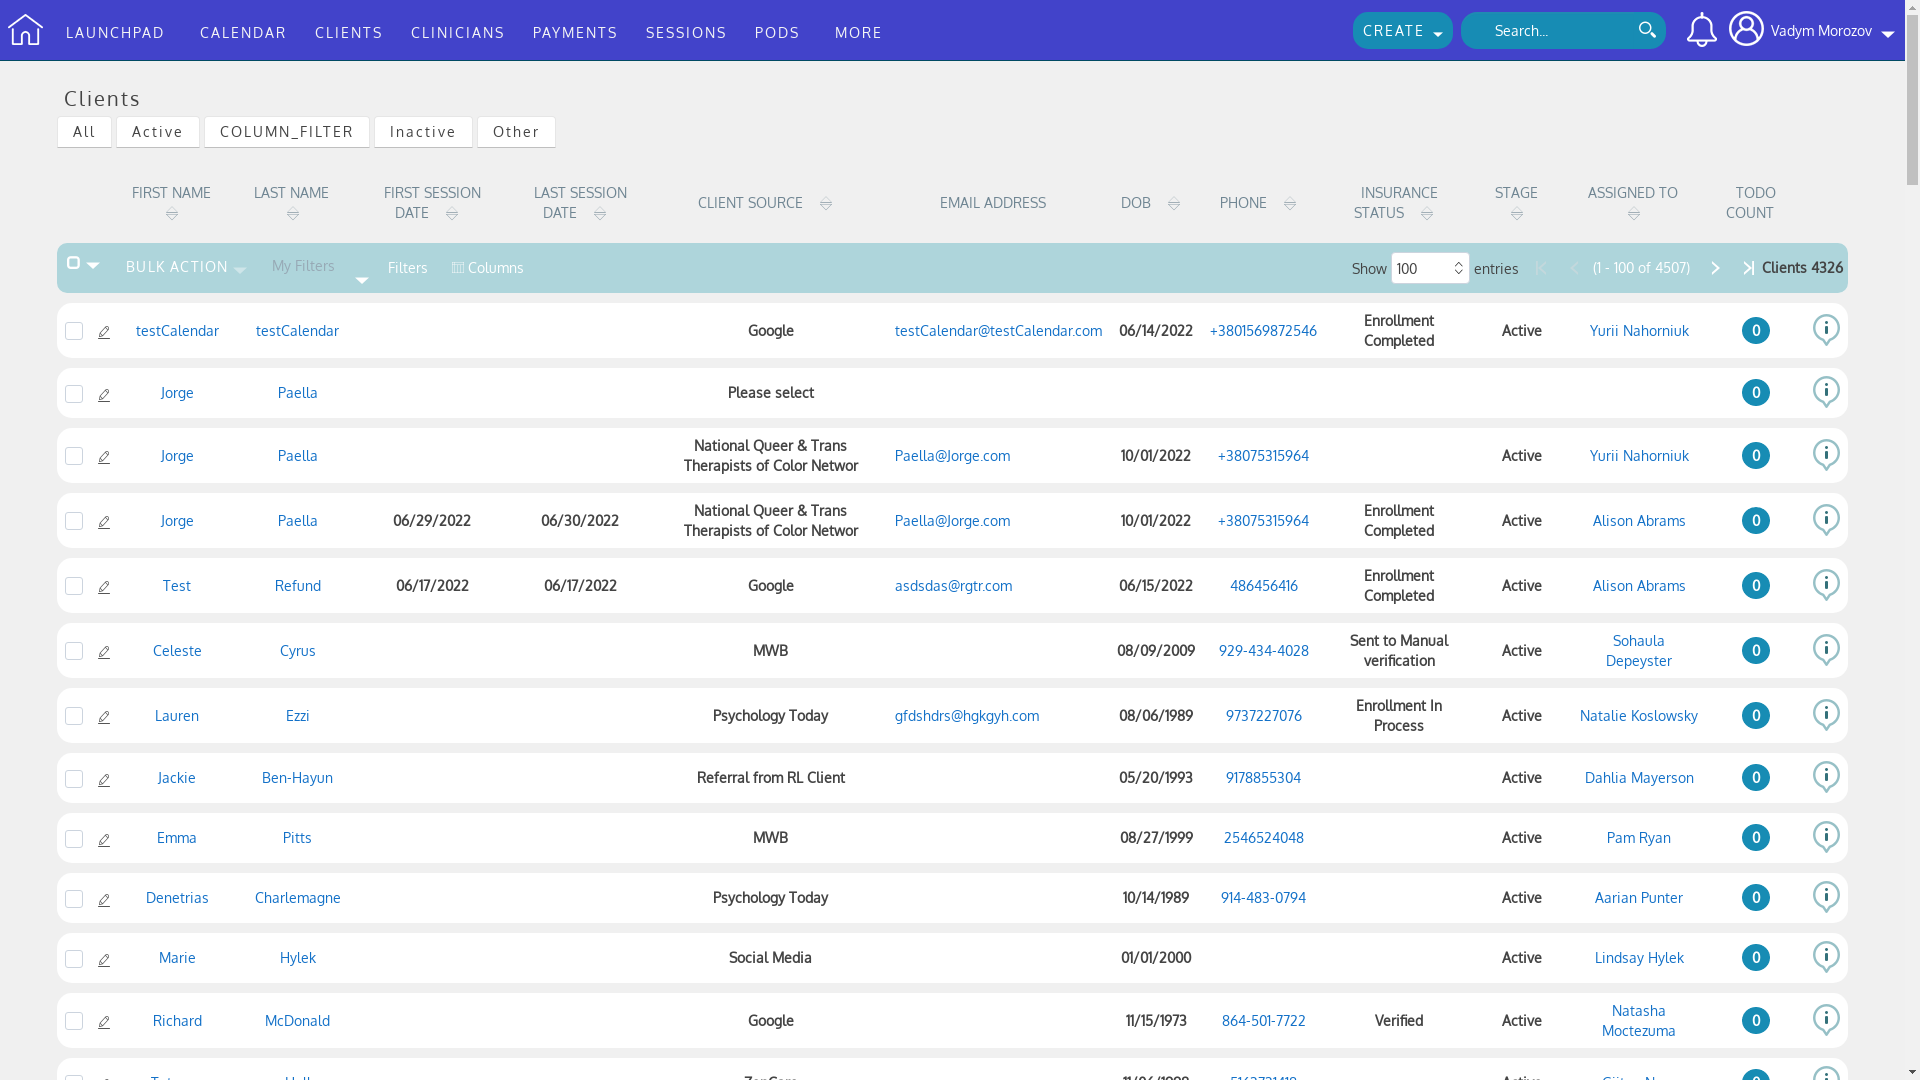 LAUNCHPAD CALENDAR CLIENTS CLINICIANS PAYMENTS SESSIONS PODS MORE CREATE Search... Vadym Morozov
Clients
All Active COLUMN_FILTER Inactive Other
FIRST NAME LAST NAME FIRST SESSION DATE LAST SESSION DATE CLIENT SOURCE EMAIL ADDRESS DOB PHONE INSURANCE STATUS STAGE ASSIGNED TO TODO COUNT
BULK ACTION My Filters Filters Columns Show 100 entries (1 - 100 of 4507) Clients 4326
testCalendar testCalendar Google testCalendar@testCalendar.com 06/14/2022 +3801569872546 Enrollment Completed Active Yurii Nahorniuk 0
Jorge Paella Please select 0
Jorge Paella National Queer & Trans Therapists of Color Networ Paella@Jorge.com 10/01/2022 +38075315964 Active Yurii Nahorniuk 0
Jorge Paella 06/29/2022 06/30/2022 National Queer & Trans Therapists of Color Networ Paella@Jorge.com 10/01/2022 +38075315964 Enrollment Completed Active Alison Abrams 0
Test Refund 06/17/2022 06/17/2022 Google asdsdas@rgtr.com 06/15/2022 486456416 Enrollment Completed Active Alison Abrams 0
Celeste Cyrus MWB 08/09/2009 929-434-4028 Sent to Manual verification Active Sohaula Depeyster 0
Lauren Ezzi Psychology Today gfdshdrs@hgkgyh.com 08/06/1989 9737227076 Enrollment In Process Active Natalie Koslowsky 0
Jackie Ben-Hayun Referral from RL Client 05/20/1993 9178855304 Active Dahlia Mayerson 0
Emma Pitts MWB 08/27/1999 2546524048 Active Pam Ryan 0
Denetrias Charlemagne Psychology Today 10/14/1989 914-483-0794 Active Aarian Punter 0
Marie Hylek Social Media 01/01/2000 Active Lindsay Hylek 0
Richard McDonald Google 11/15/1973 864-501-7722 Verified Active Natasha Moctezuma 0